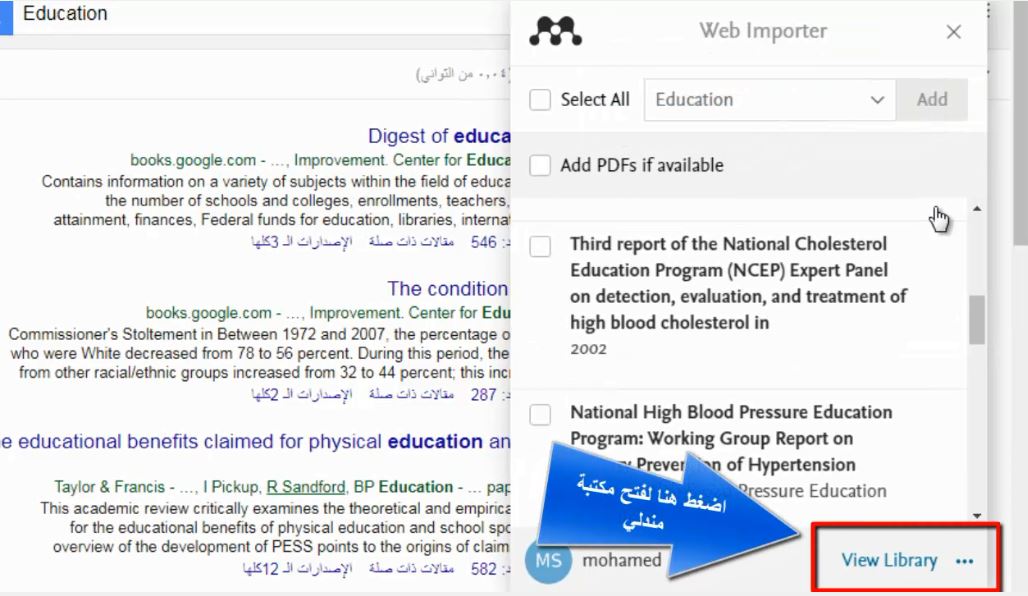 Education
(٠,٠٤ من الثواني)
Digest of educa
books.google.com - ..., Improvement. Center for Educa
Contains information on a variety of subjects within the field of educa
the number of schools and colleges, enrollments, teachers,
attainment, finances, Federal funds for education, libraries, internat
د: 546 مقالات ذات صلة الإصدارات الـ 3كلها
The condition
books.google.com - ..., Improvement. Center for Edu
Commissioner's Stoltement in Between 1972 and 2007, the percentage o
who were White decreased from 78 to 56 percent. During this period, the
from other racial/ethnic groups increased from 32 to 44 percent; this inc
د: 287 مقالات ذات صلة الإصدارات الـ 2كلها
e educational benefits claimed for physical education an
Taylor & Francis - ..., I Pickup, R Sandford, BP Education - ... pap
This academic review critically examines the theoretical and empirica
for the educational benefits of physical education and school spo
overview of the development of PESS points to the origins of claim
د: 582 مقالات ذات صلة الإصدارات الـ 12كلها
Web Importer
Select All
Education
Add
Add PDFs if available
Third report of the National Cholesterol
Education Program (NCEP) Expert Panel
on detection, evaluation, and treatment of
high blood cholesterol in
2002
National High Blood Pressure Education
Program: Working Group Report on
Prevention of Hypertension
Pressure Education
اضغط هنا لفتح مكتبة
مندلي
MS
mohamed
View Library